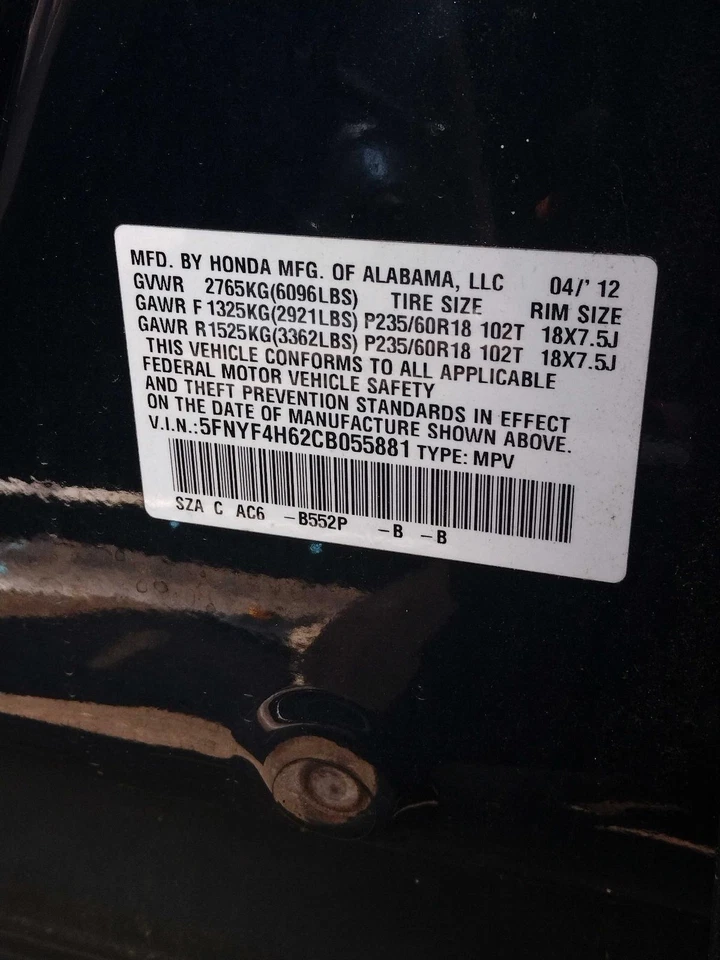 MFD. BY HONDA MFG. OF ALABAMA, LLC 04/' 12
GVWR 2765KG(6096LBS) TIRE SIZE RIM SIZE
GAWR F 1325KG(2921LBS) P235/60R18 102T 18X7.5J
GAWR R 1525KG(3362LBS) P235/60R18 102T 18X7.5J
THIS VEHICLE CONFORMS TO ALL APPLICABLE
FEDERAL MOTOR VEHICLE SAFETY
AND THEFT PREVENTION STANDARDS IN EFFECT
ON THE DATE OF MANUFACTURE SHOWN ABOVE.
V.I.N.:5FNYF4H62CB055881 TYPE: MPV
SZA C AC6 -B552P -B -B